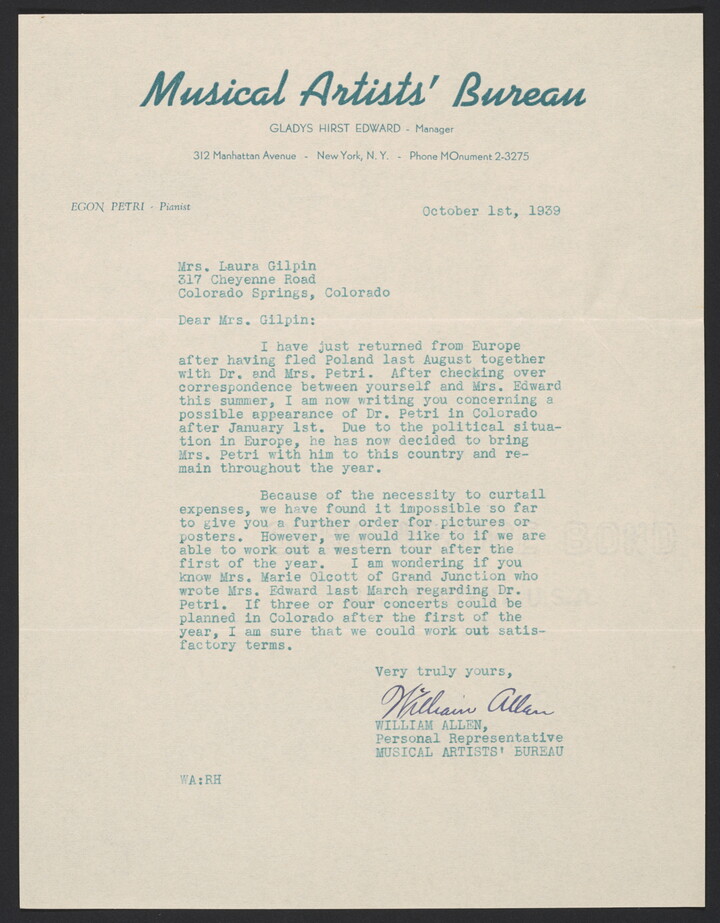 Musical Artists' Bureau
GLADYS HIRST EDWARD - Manager
312 Manhattan Avenue - New York, N. Y. - Phone MOnument 2-3275
EGON PETRI - Pianist
October 1st, 1939
Mrs. Laura Gilpin
317 Cheyenne Road
Colorado Springs, Colorado
Dear Mrs. Gilpin:
I have just returned from Europe
after having fled Poland last August together
with Dr. and Mrs. Petri. After checking over
correspondence between yourself and Mrs. Edward
this summer, I am now writing you concerning a
possible appearance of Dr. Petri in Colorado
after January 1st. Due to the political situa-
tion in Europe, he has now decided to bring
Mrs. Petri with him to this country and re-
main throughout the year.
Because of the necessity to curtail
expenses, we have found it impossible so far
to give you a further order for pictures or
posters. However, we would like to if we are
able to work out a western tour after the
first of the year. I am wondering if you
know Mrs. Marie Olcott of Grand Junction who
wrote Mrs. Edward last March regarding Dr.
Petri. If three or four concerts could be
planned in Colorado after the first of the
year, I am sure that we could work out satis-
factory terms.
Very truly yours,
William Allen
WILLIAM ALLEN,
Personal Representative
MUSICAL ARTISTS' BUREAU
WA:RH
BOND
U.S.A.